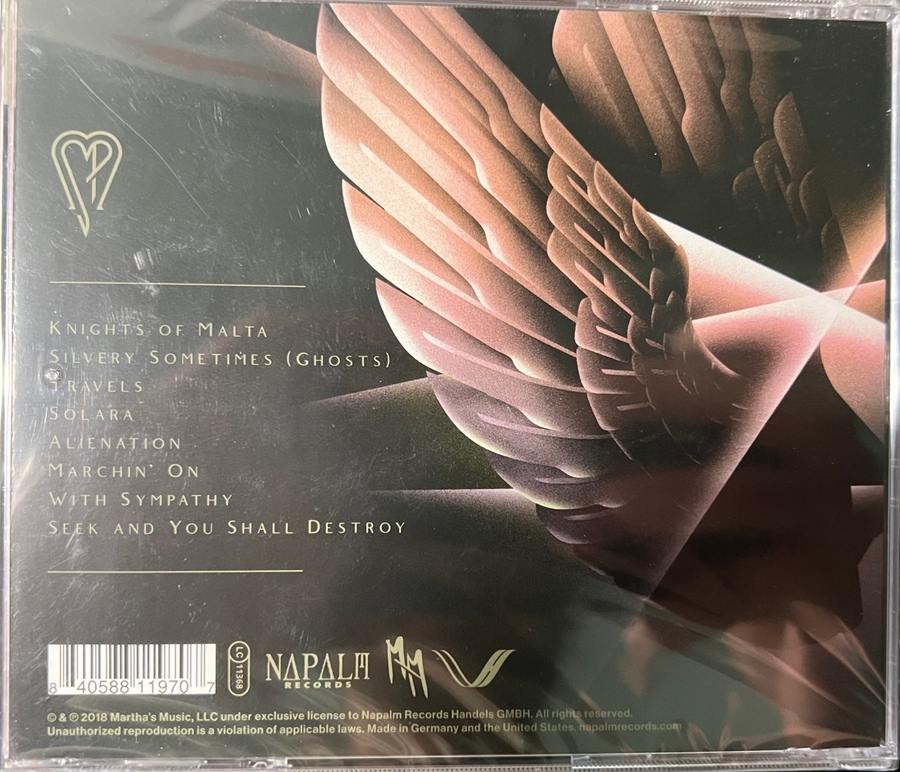 KNIGHTS OF MALTA
SILVERY SOMETIMES (GHOSTS)
TRAVELS
SOLARA
ALIENATION
MARCHIN' ON
WITH SYMPATHY
SEEK AND YOU SHALL DESTROY
8 40588 11970 7
LC 11368
NAPALM
RECORDS
© & ℗ 2018 Martha's Music, LLC under exclusive license to Napalm Records Handels GMBH. All rights reserved.
Unauthorized reproduction is a violation of applicable laws. Made in Germany and the United States. napalmrecords.com